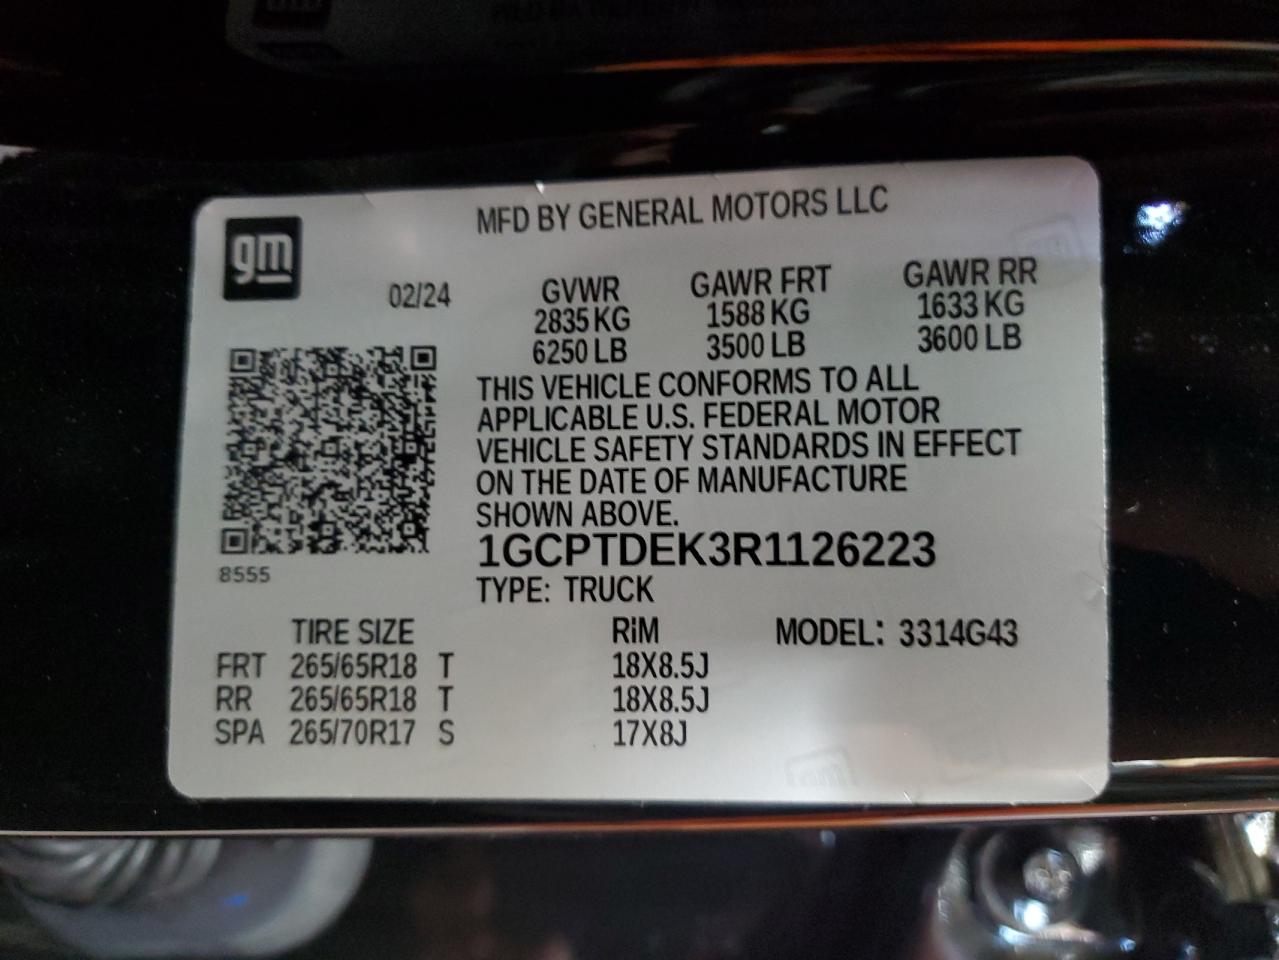 MFD BY GENERAL MOTORS LLC
gm
02/24
GVWR GAWR FRT GAWR RR
2835 KG 1588 KG 1633 KG
6250 LB 3500 LB 3600 LB
THIS VEHICLE CONFORMS TO ALL
APPLICABLE U.S. FEDERAL MOTOR
VEHICLE SAFETY STANDARDS IN EFFECT
ON THE DATE OF MANUFACTURE
SHOWN ABOVE.
1GCPTDEK3R1126223
8555
TYPE: TRUCK
TIRE SIZE RIM MODEL: 3314G43
FRT 265/65R18 T 18X8.5J
RR 265/65R18 T 18X8.5J
SPA 265/70R17 S 17X8J